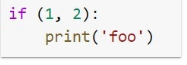 if (1, 2):
    print('foo')